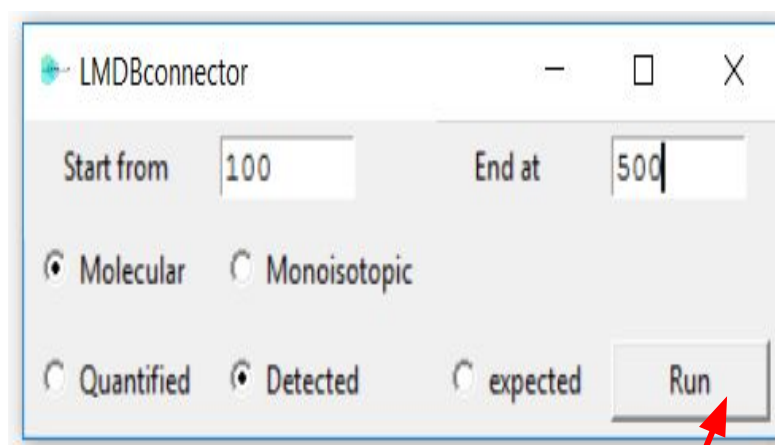 LMDBconnector
Start from 100 End at 500
Molecular Monoisotopic
Quantified Detected expected Run